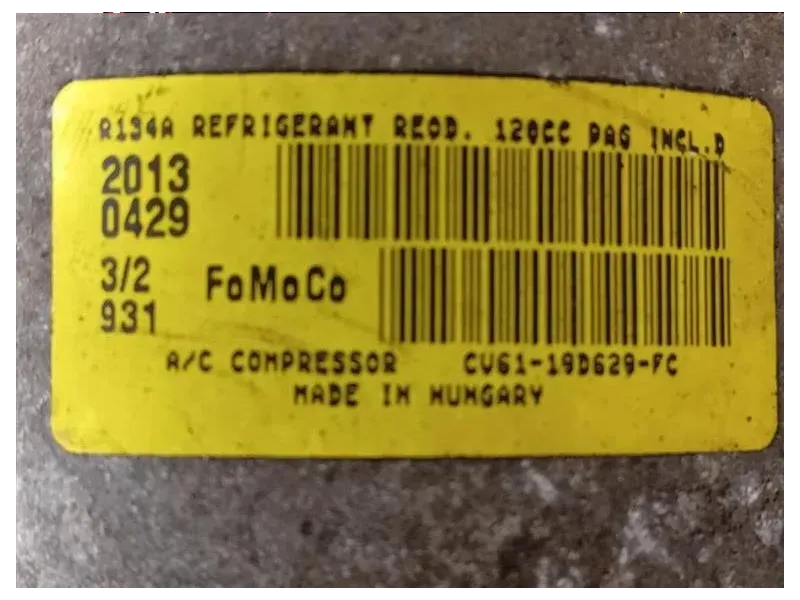 R134A REFRIGERANT REQD. 120CC PAG INCL.D
2013
0429
3/2 FoMoCo
931
A/C COMPRESSOR CV61-19D629-FC
MADE IN HUNGARY